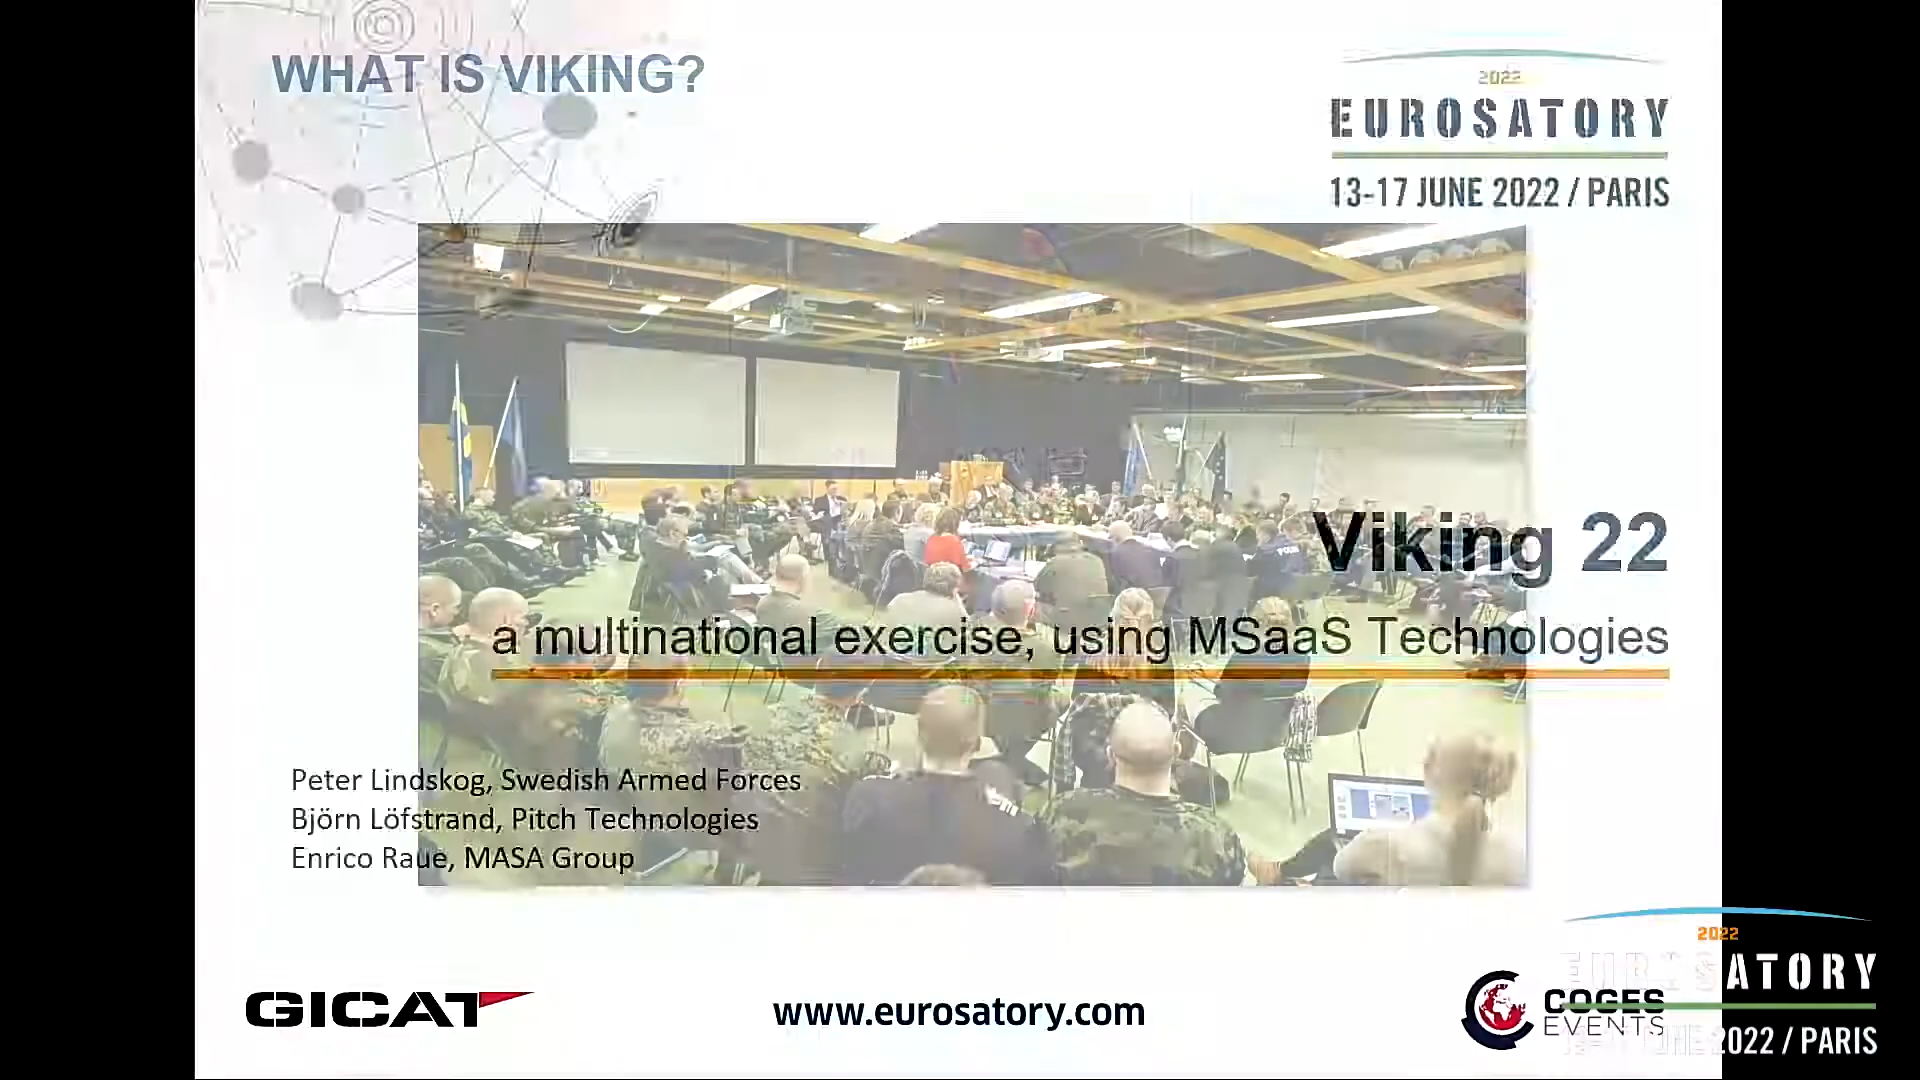 WHAT IS VIKING?
2022
EUROSATORY
13-17 JUNE 2022 / PARIS
Viking 22
a multinational exercise, using MSaaS Technologies
Peter Lindskog, Swedish Armed Forces
Björn Löfstrand, Pitch Technologies
Enrico Raue, MASA Group
GICAT
www.eurosatory.com
COGES
EVENTS
2022
EUROSATORY
JUNE 2022 / PARIS